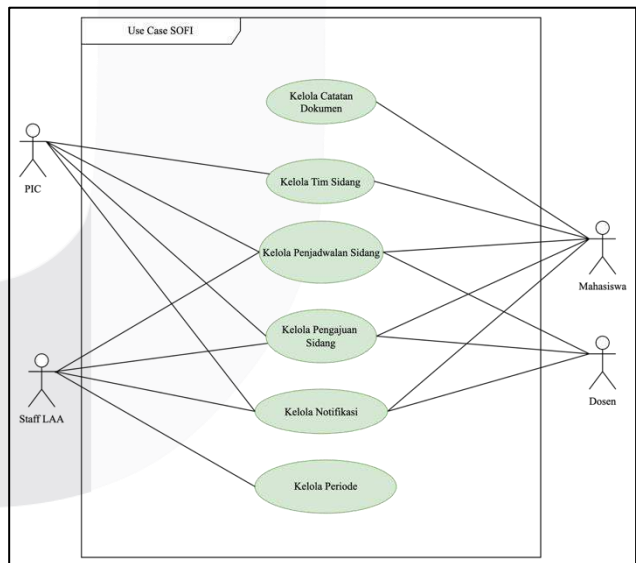 Use Case SOFI
Kelola Catatan
Dokumen
PIC
Kelola Tim Sidang
Kelola Penjadwalan Sidang
Mahasiswa
Kelola Pengajuan
Sidang
Staff LAA
Kelola Notifikasi
Dosen
Kelola Periode